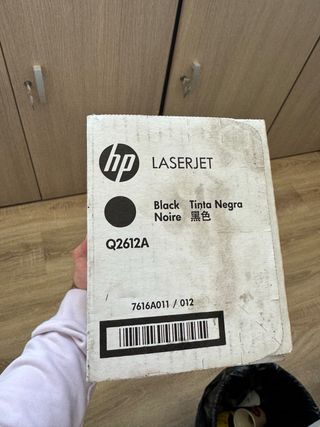 hp LASERJET
Black Tinta Negra
Noire 黑色
Q2612A
7616A011 / 012